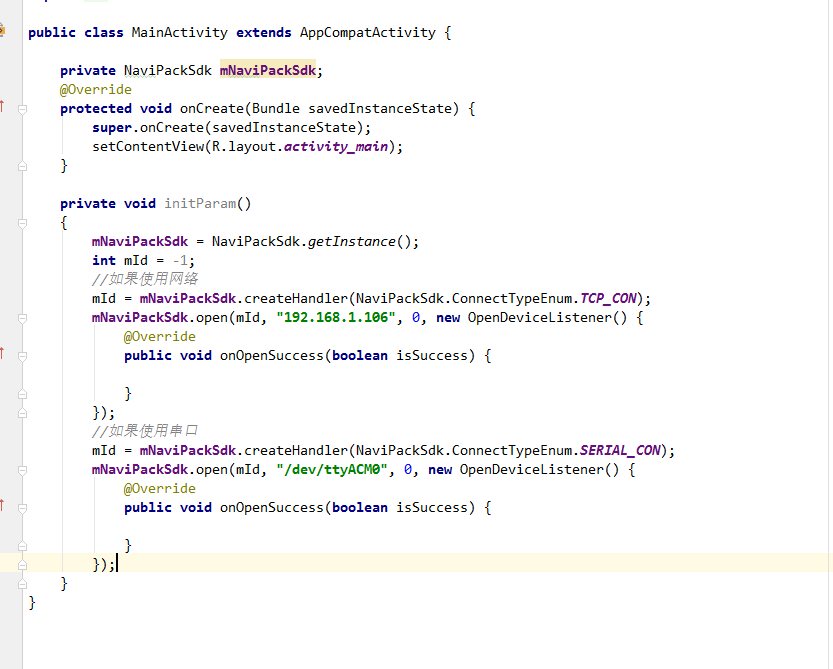 public class MainActivity extends AppCompatActivity {
private NaviPackSdk mNaviPackSdk;
@Override
protected void onCreate(Bundle savedInstanceState) {
super.onCreate(savedInstanceState);
setContentView(R.layout.activity_main);
}
private void initParam()
{
mNaviPackSdk = NaviPackSdk.getInstance();
int mId = -1;
//如果使用网络
mId = mNaviPackSdk.createHandler(NaviPackSdk.ConnectTypeEnum.TCP_CON);
mNaviPackSdk.open(mId, "192.168.1.106", 0, new OpenDeviceListener() {
@Override
public void onOpenSuccess(boolean isSuccess) {
}
});
//如果使用串口
mId = mNaviPackSdk.createHandler(NaviPackSdk.ConnectTypeEnum.SERIAL_CON);
mNaviPackSdk.open(mId, "/dev/ttyACM0", 0, new OpenDeviceListener() {
@Override
public void onOpenSuccess(boolean isSuccess) {
}
});
}
}